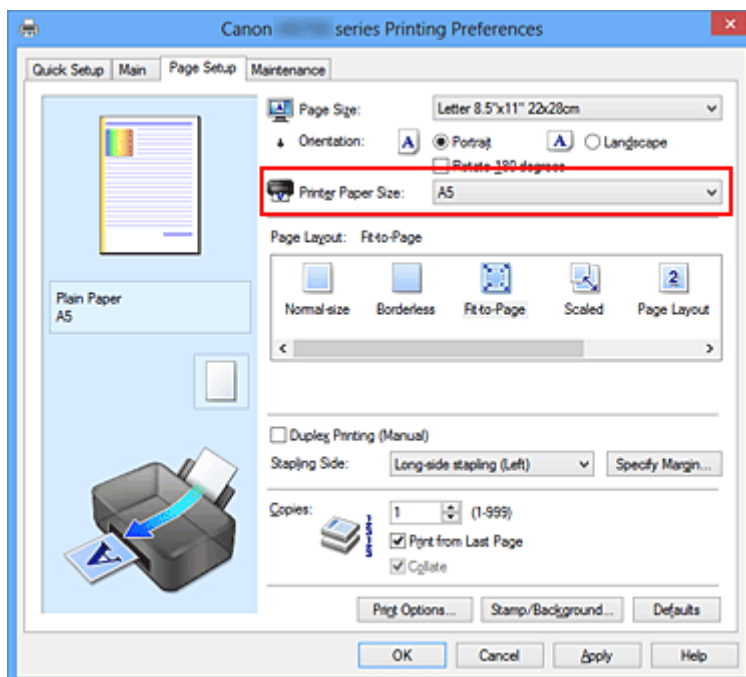 Canon series Printing Preferences
Quick Setup Main Page Setup Maintenance
Page Size: Letter 8.5"x11" 22x28cm
Orientation: A Portrait A Landscape
Rotate 180 degrees
Printer Paper Size: A5
Page Layout: Fit-to-Page
Normal-size Borderless Fit-to-Page Scaled Page Layout
Plain Paper
A5
Duplex Printing (Manual)
Stapling Side: Long-side stapling (Left) Specify Margin...
Copies: 1 (1-999)
Print from Last Page
Collate
Print Options... Stamp/Background... Defaults
OK Cancel Apply Help